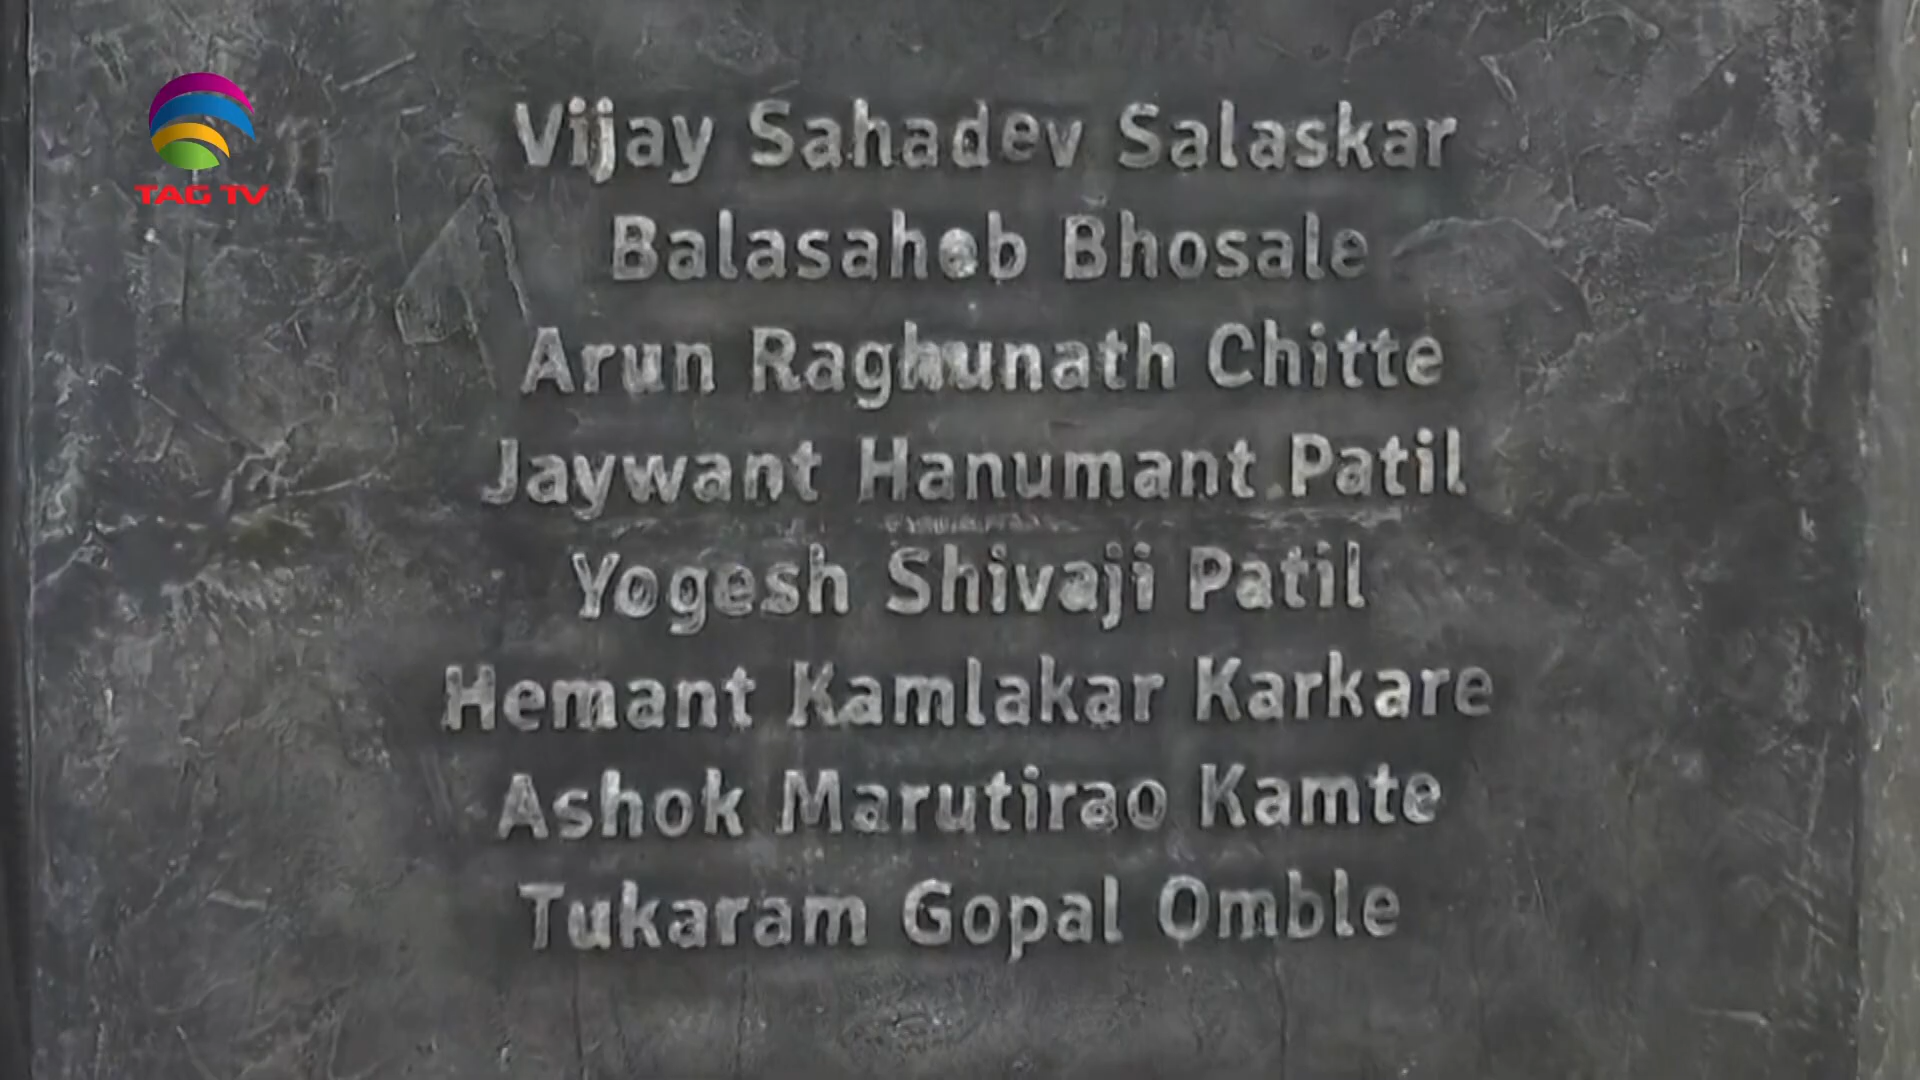 TAG TV
Vijay Sahadev Salaskar
Balasaheb Bhosale
Arun Raghunath Chitte
Jaywant Hanumant Patil
Yogesh Shivaji Patil
Hemant Kamlakar Karkare
Ashok Marutirao Kamte
Tukaram Gopal Omble